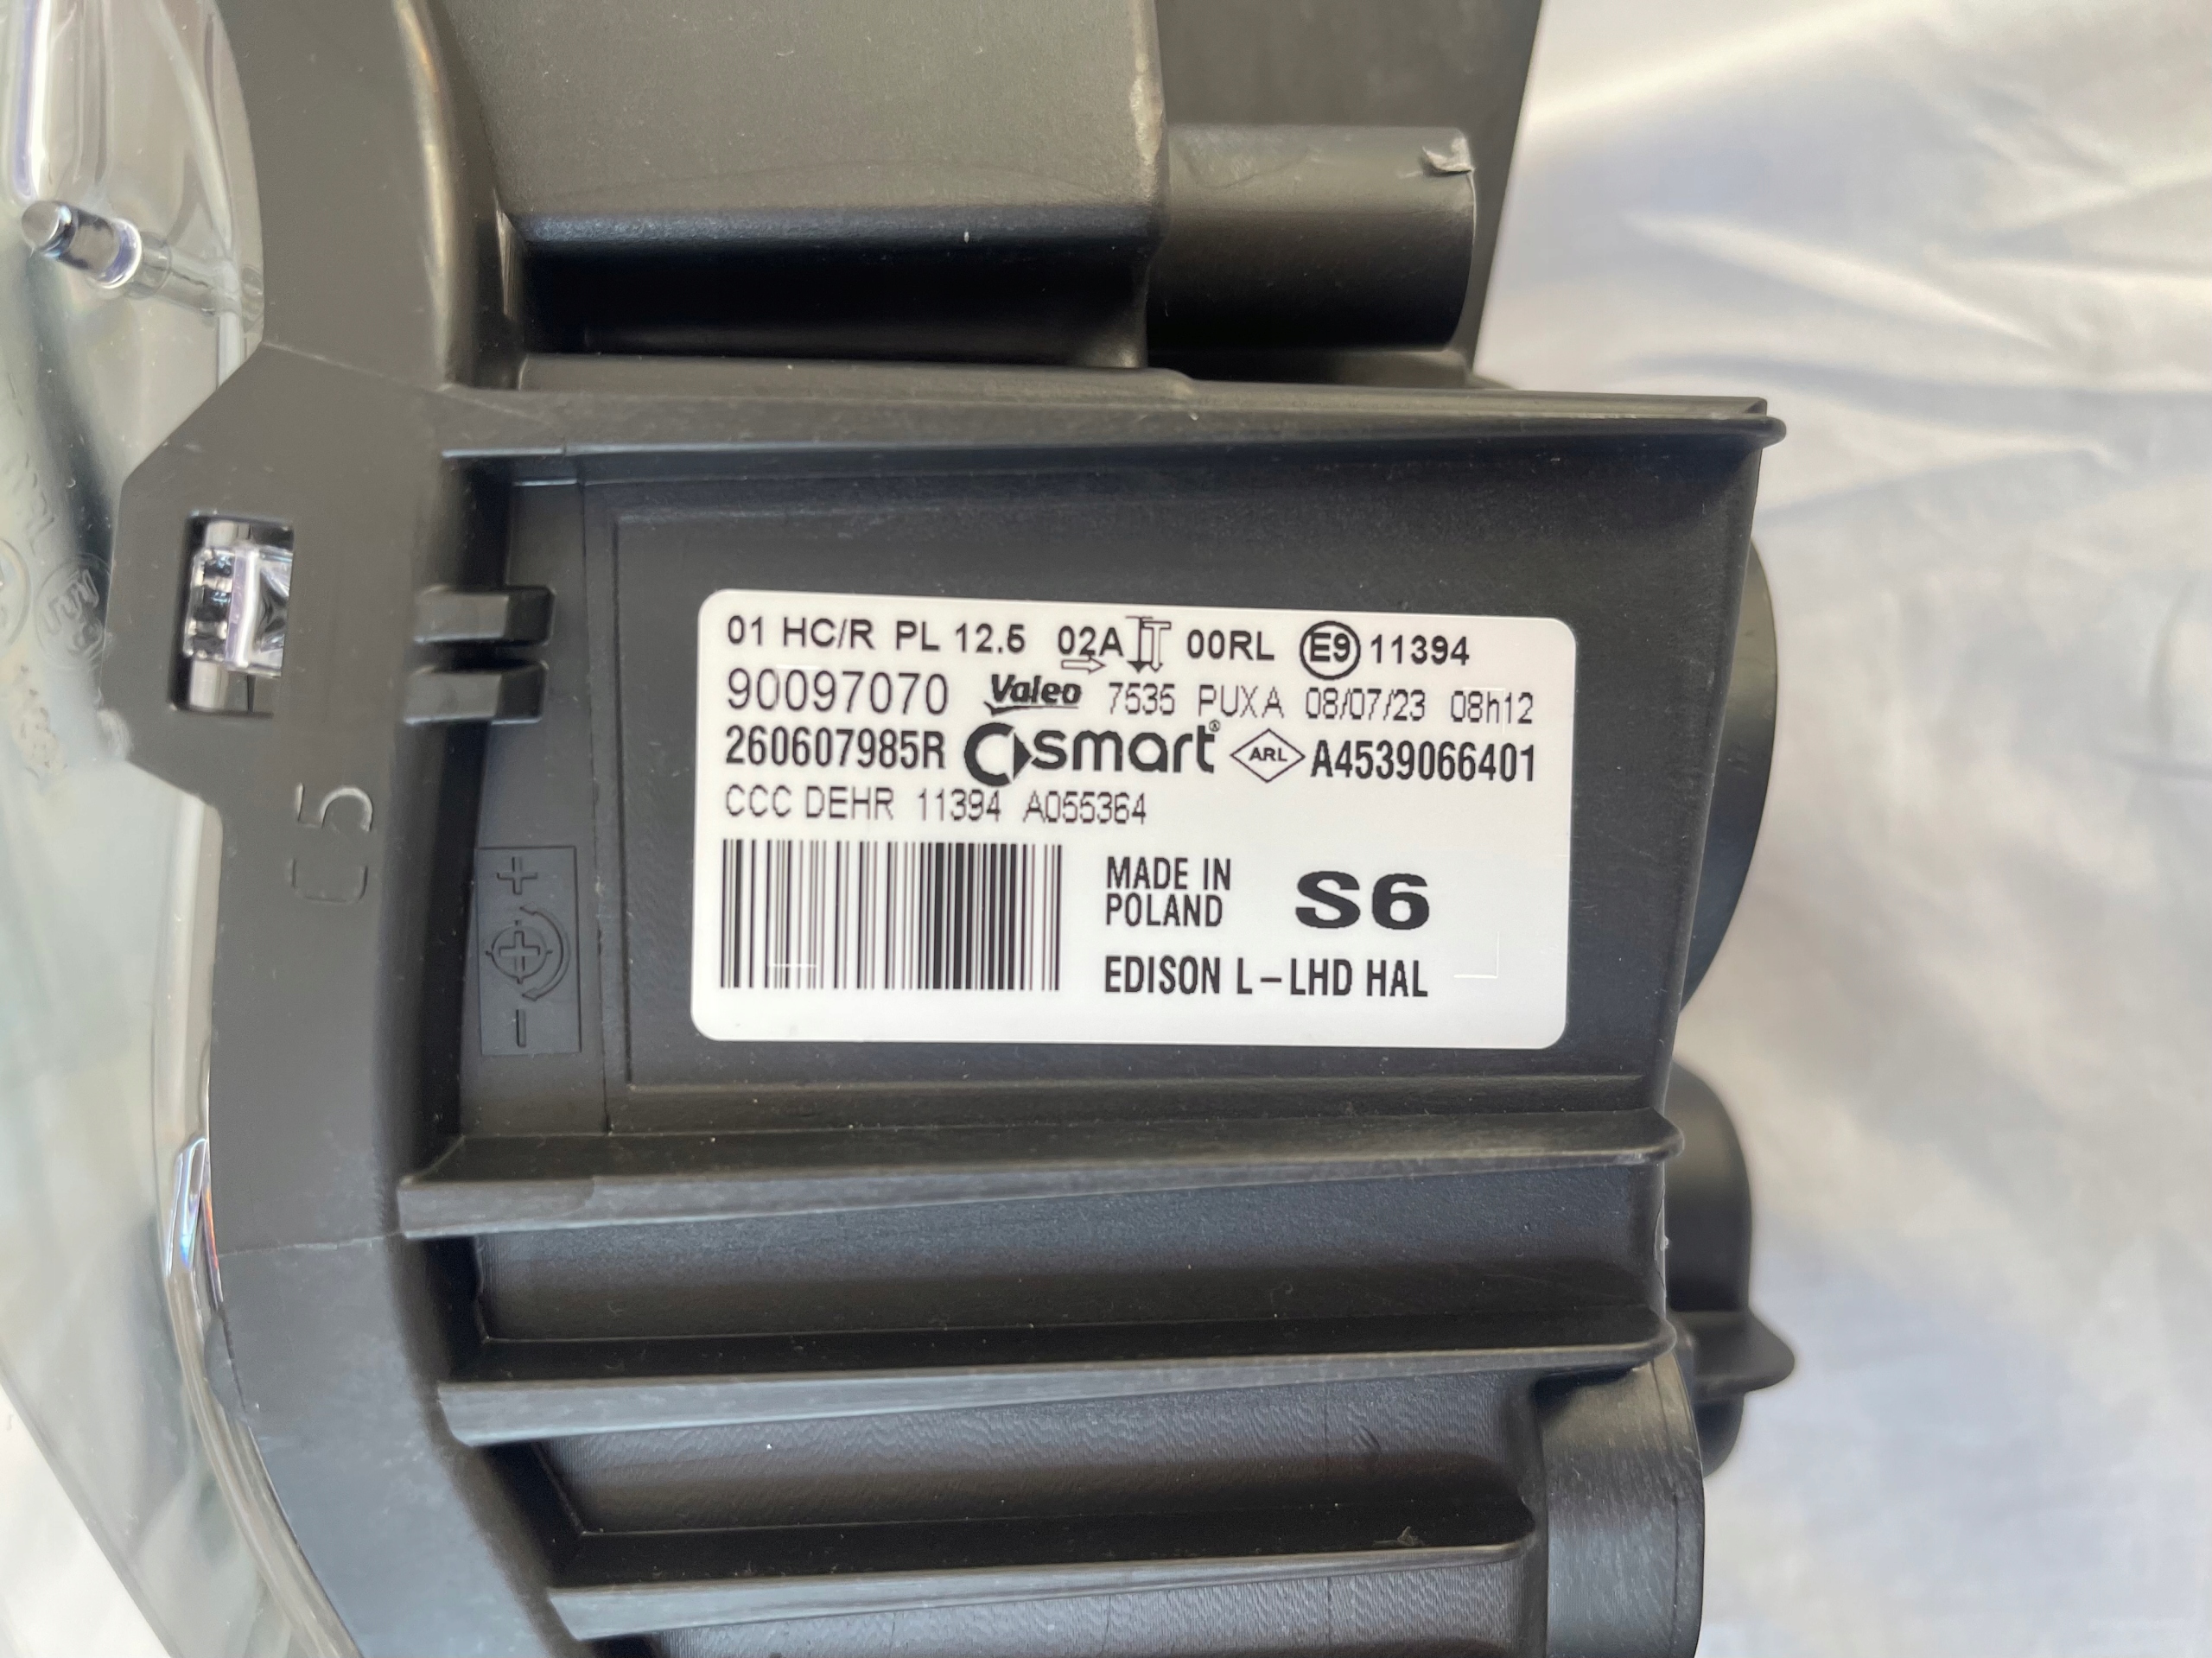 01 HC/R PL 12.5 02A 00RL E9 11394
90097070 Valeo 7535 PUXA 08/07/23 08h12
260607985R smart® ARL A4539066401
CCC DEHR 11394 A055364
MADE IN
POLAND
S6
EDISON L-LHD HAL
C5
+
-